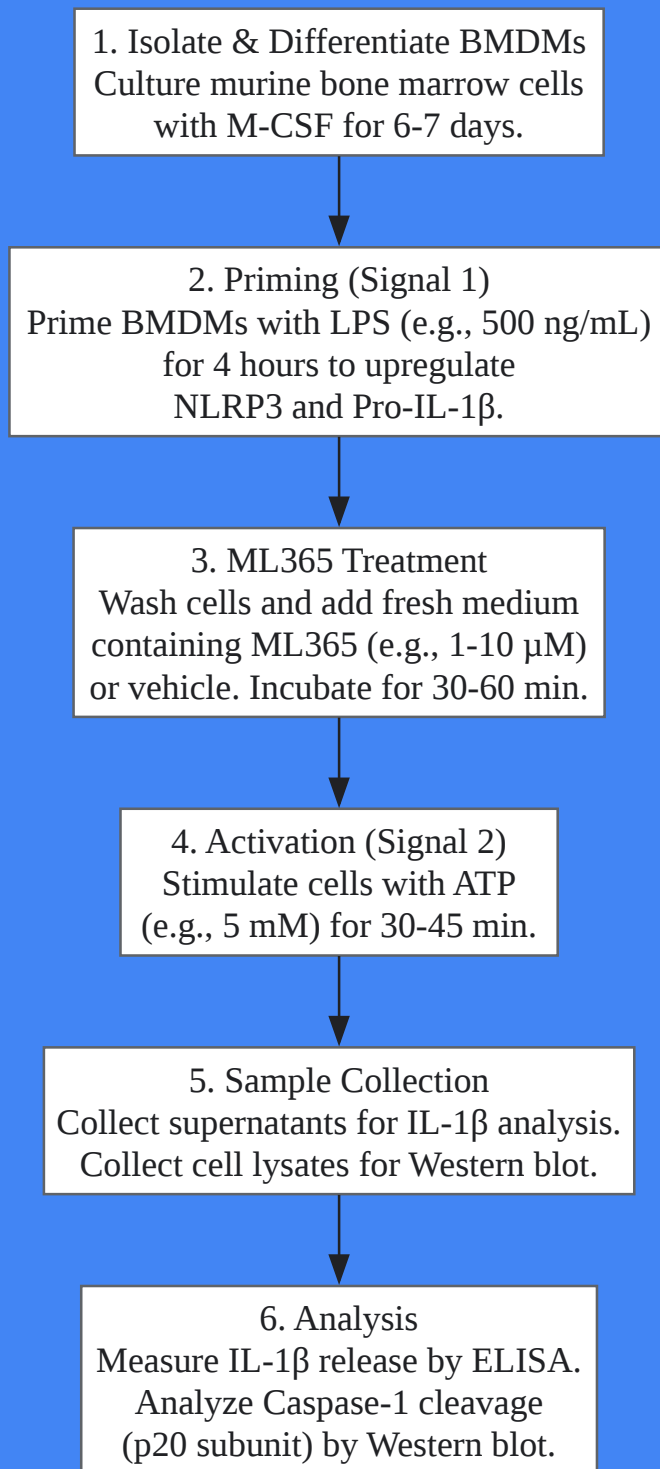 1. Isolate & Differentiate BMDMs
Culture murine bone marrow cells
with M-CSF for 6-7 days.
2. Priming (Signal 1)
Prime BMDMs with LPS (e.g., 500 ng/mL)
for 4 hours to upregulate
NLRP3 and Pro-IL-1β.
3. ML365 Treatment
Wash cells and add fresh medium
containing ML365 (e.g., 1-10 µM)
or vehicle. Incubate for 30-60 min.
4. Activation (Signal 2)
Stimulate cells with ATP
(e.g., 5 mM) for 30-45 min.
5. Sample Collection
Collect supernatants for IL-1β analysis.
Collect cell lysates for Western blot.
6. Analysis
Measure IL-1β release by ELISA.
Analyze Caspase-1 cleavage
(p20 subunit) by Western blot.